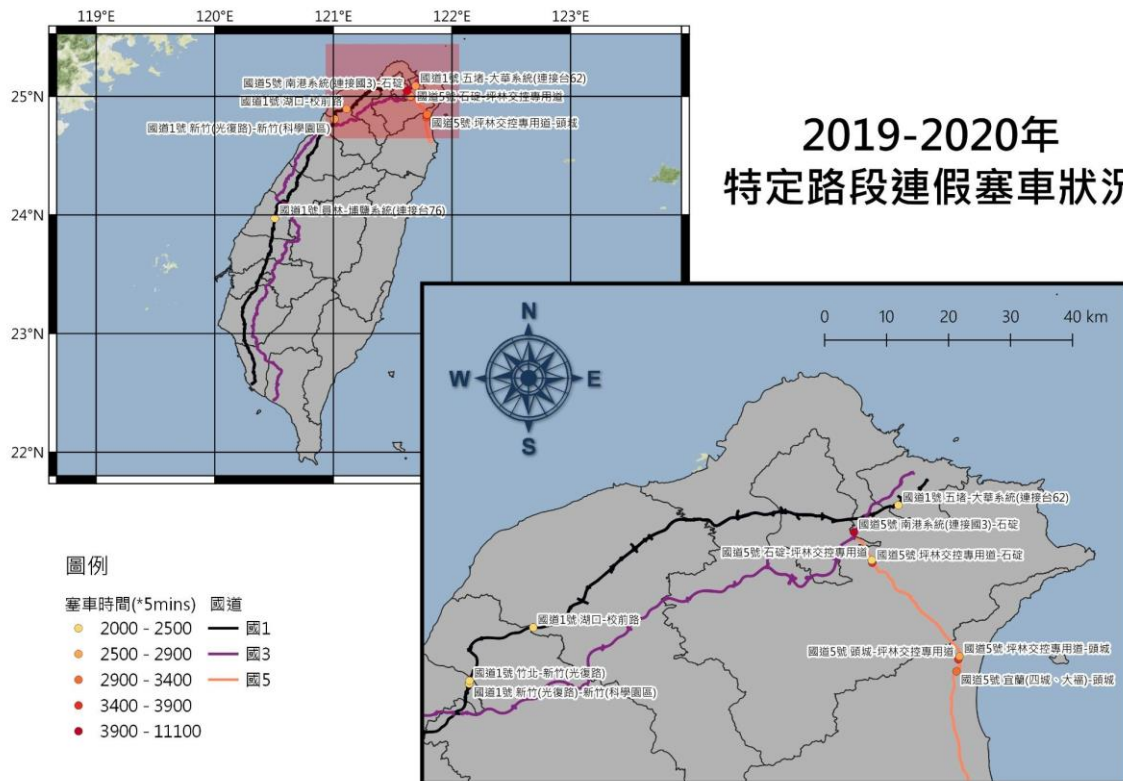 119°E 120°E 121°E 122°E 123°E
25°N
24°N
23°N
22°N
國道5號 南港系統(連接國3)-石碇
國道1號 五堵-大華系統(連接台62)
國道1號 湖口-校前路
國道5號 石碇-坪林交控專用道
國道1號 新竹(光復路)-新竹(科學園區)
國道5號 坪林交控專用道-頭城
國道1號 員林-埔鹽系統(連接台76)
2019-2020年
特定路段連假塞車狀況
N
W E
S
0 10 20 30 40 km
國道1號 五堵-大華系統(連接台62)
國道5號 南港系統(連接國3)-石碇
國道5號 石碇-坪林交控專用道
國道5號 坪林交控專用道-石碇
國道1號 湖口-校前路
國道5號 頭城-坪林交控專用道
國道5號 坪林交控專用道-頭城
國道5號 宜蘭(四城、大福)-頭城
國道1號 竹北-新竹(光復路)
國道1號 新竹(光復路)-新竹(科學園區)
圖例
塞車時間(*5mins) 國道
2000 - 2500 國1
2500 - 2900 國3
2900 - 3400 國5
3400 - 3900
3900 - 11100